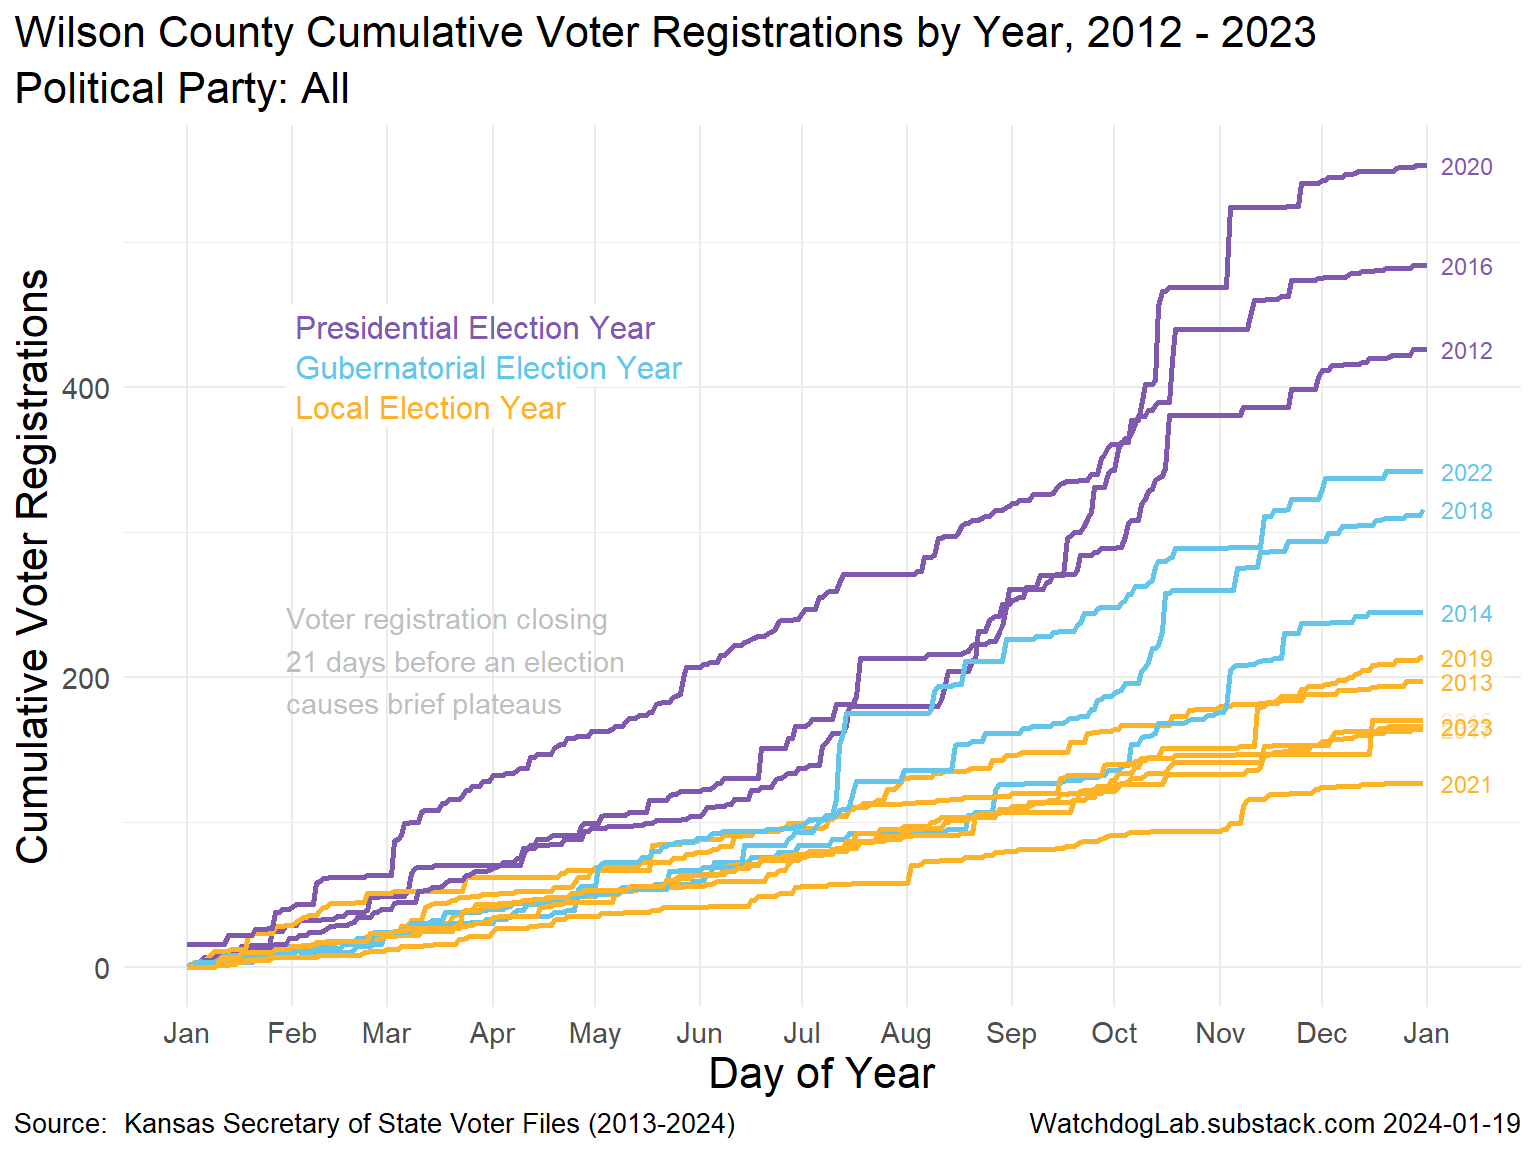 Wilson County Cumulative Voter Registrations by Year, 2012 - 2023
Political Party: All
Cumulative Voter Registrations
400
200
0
Presidential Election Year
Gubernatorial Election Year
Local Election Year
Voter registration closing
21 days before an election
causes brief plateaus
2020
2016
2012
2022
2018
2014
2019
2013
2023
2021
Jan Feb Mar Apr May Jun Jul Aug Sep Oct Nov Dec Jan
Day of Year
Source: Kansas Secretary of State Voter Files (2013-2024)
WatchdogLab.substack.com 2024-01-19